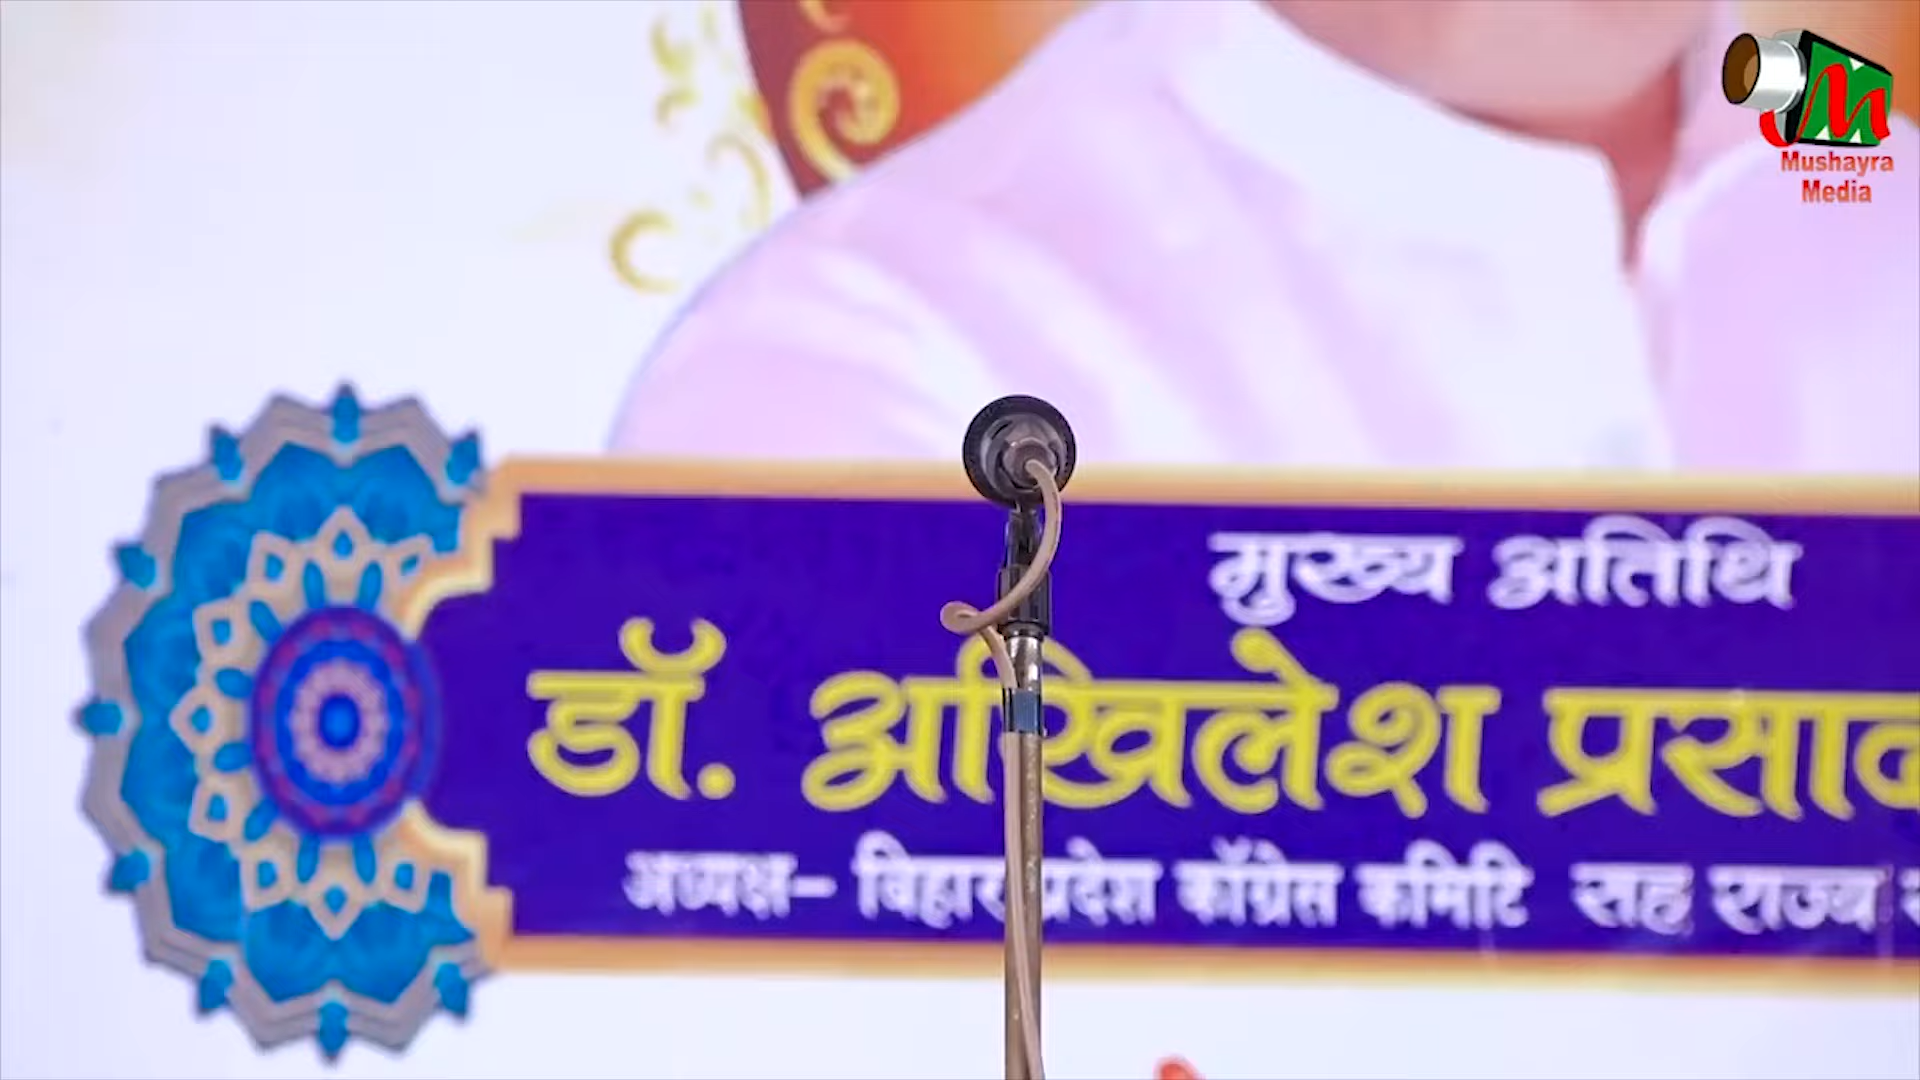 Mushayra
Media
मुख्य अतिथि
डॉ. अखिलेश प्रसाद
अध्यक्ष- बिहार प्रदेश कॉग्रेस कमिटि सह राज्य